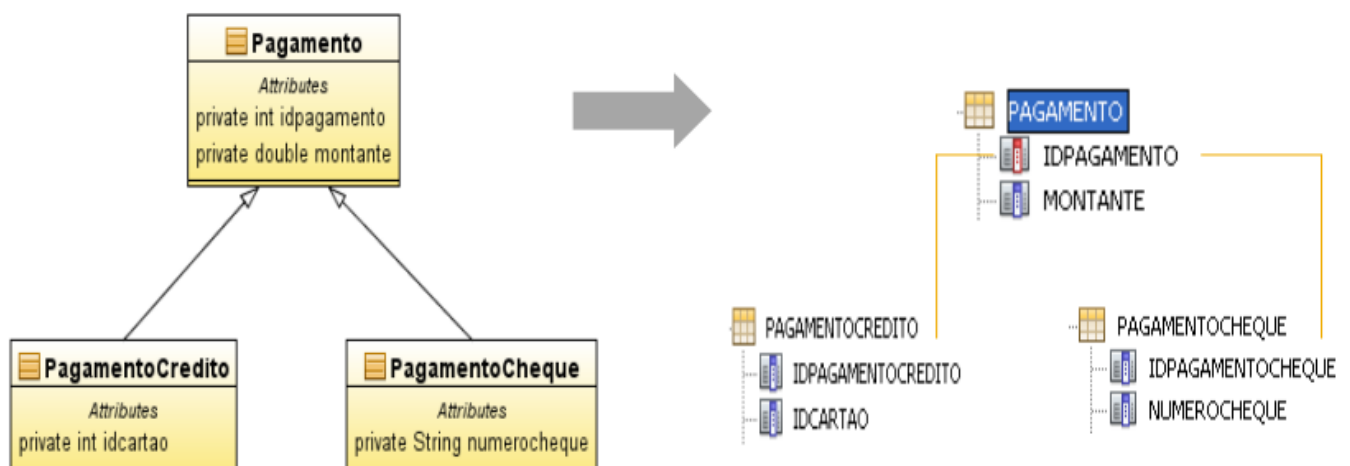 Pagamento
Attributes
private int idpagamento
private double montante
PagamentoCredito
Attributes
private int idcartao
PagamentoCheque
Attributes
private String numerocheque
PAGAMENTO
IDPAGAMENTO
MONTANTE
PAGAMENTOCREDITO
IDPAGAMENTOCREDITO
IDCARTAO
PAGAMENTOCHEQUE
IDPAGAMENTOCHEQUE
NUMEROCHEQUE